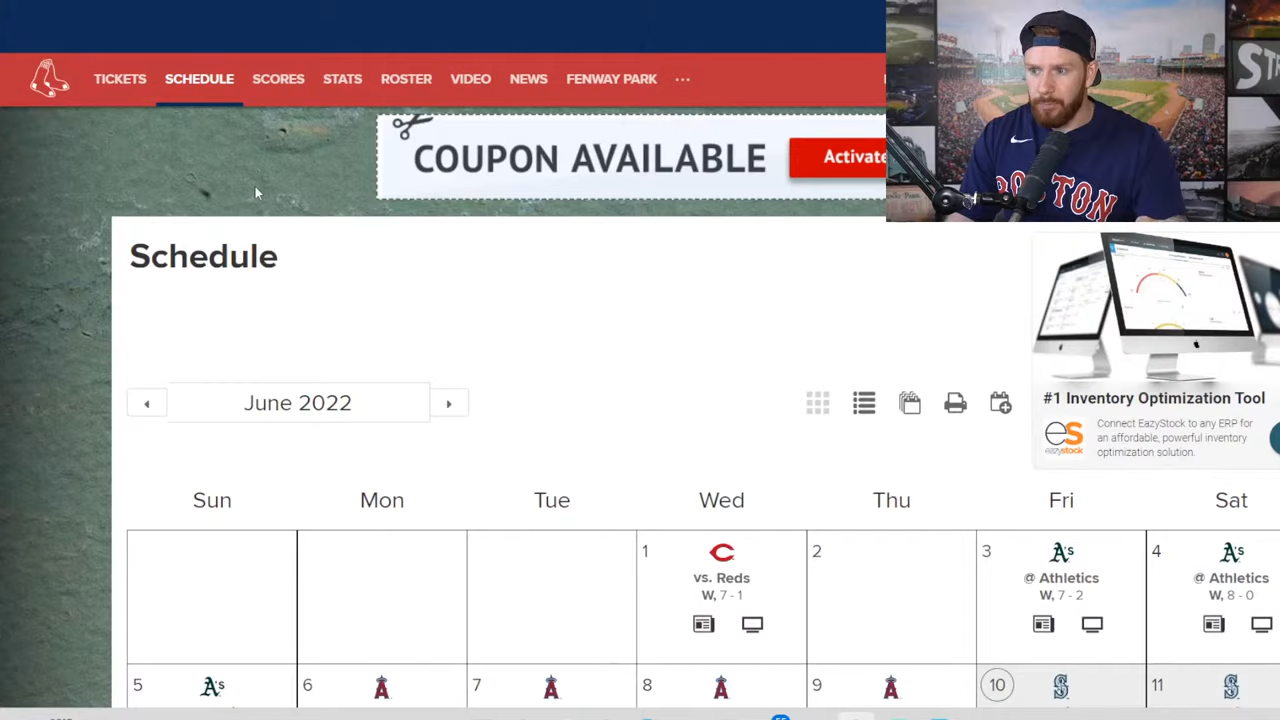 TICKETS SCHEDULE SCORES STATS ROSTER VIDEO NEWS FENWAY PARK ...
COUPON AVAILABLE Activate
BOSTON
Schedule
June 2022
#1 Inventory Optimization Tool
Connect EazyStock to any ERP for
an affordable, powerful inventory
optimization solution.
eS
eazystock
Sun Mon Tue Wed Thu Fri Sat
1 2 3 A's 4 A's
vs. Reds @ Athletics @ Athletics
W, 7 - 1 W, 7 - 2 W, 8 - 0
5 A's 6 A 7 A 8 A 9 A 10 S 11 S